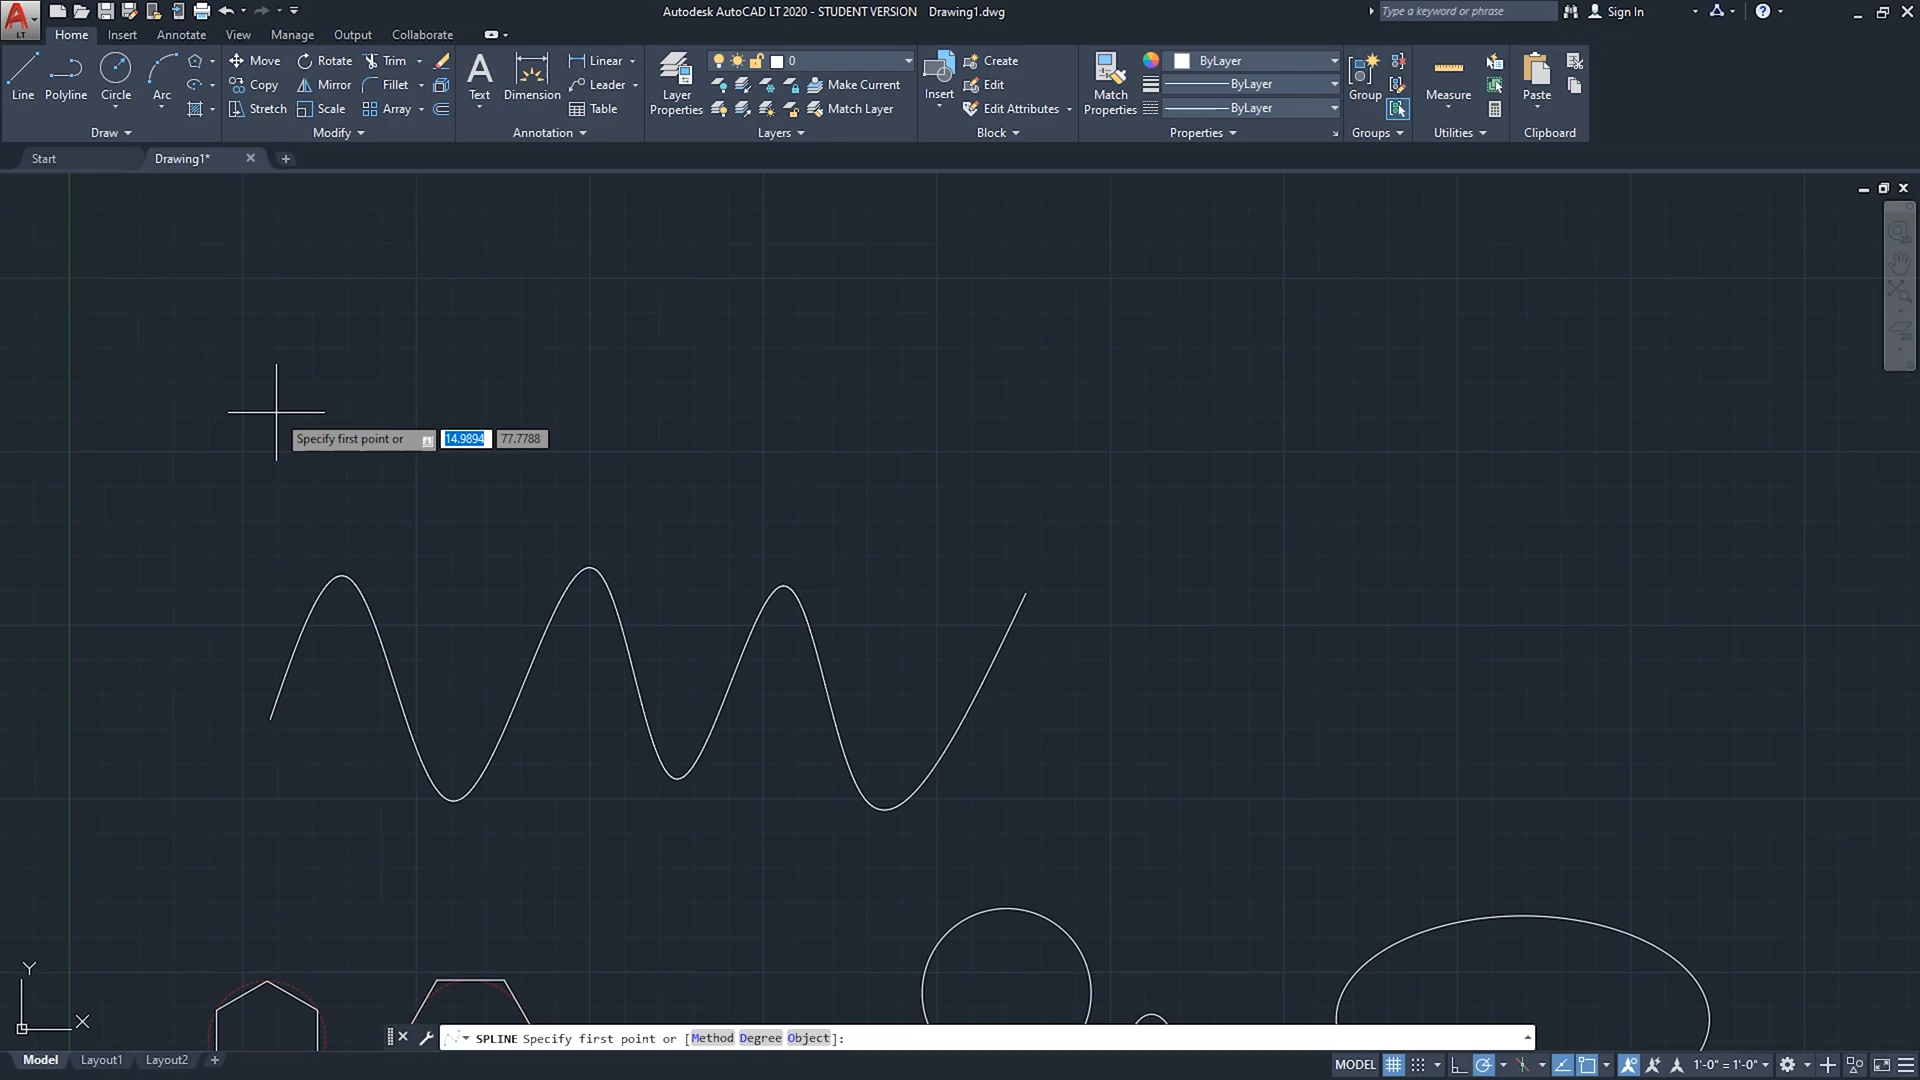 Autodesk AutoCAD LT 2020 - STUDENT VERSION Drawing1.dwg
Type a keyword or phrase
Sign In
LT
Home Insert Annotate View Manage Output Collaborate
Line
Polyline
Circle
Arc
Draw
Move
Rotate
Trim
Copy
Mirror
Fillet
Stretch
Scale
Array
Modify
Text
Dimension
Linear
Leader
Table
Annotation
Layer
Properties
0
Make Current
Match Layer
Layers
Insert
Create
Edit
Edit Attributes
Block
Match
Properties
ByLayer
ByLayer
ByLayer
Properties
Group
Groups
Measure
Utilities
Paste
Clipboard
Start
Drawing1*
Specify first point or 14.9894 77.7788
Y
X
SPLINE Specify first point or [Method Degree Object]:
Model Layout1 Layout2
MODEL
1'-0" = 1'-0"